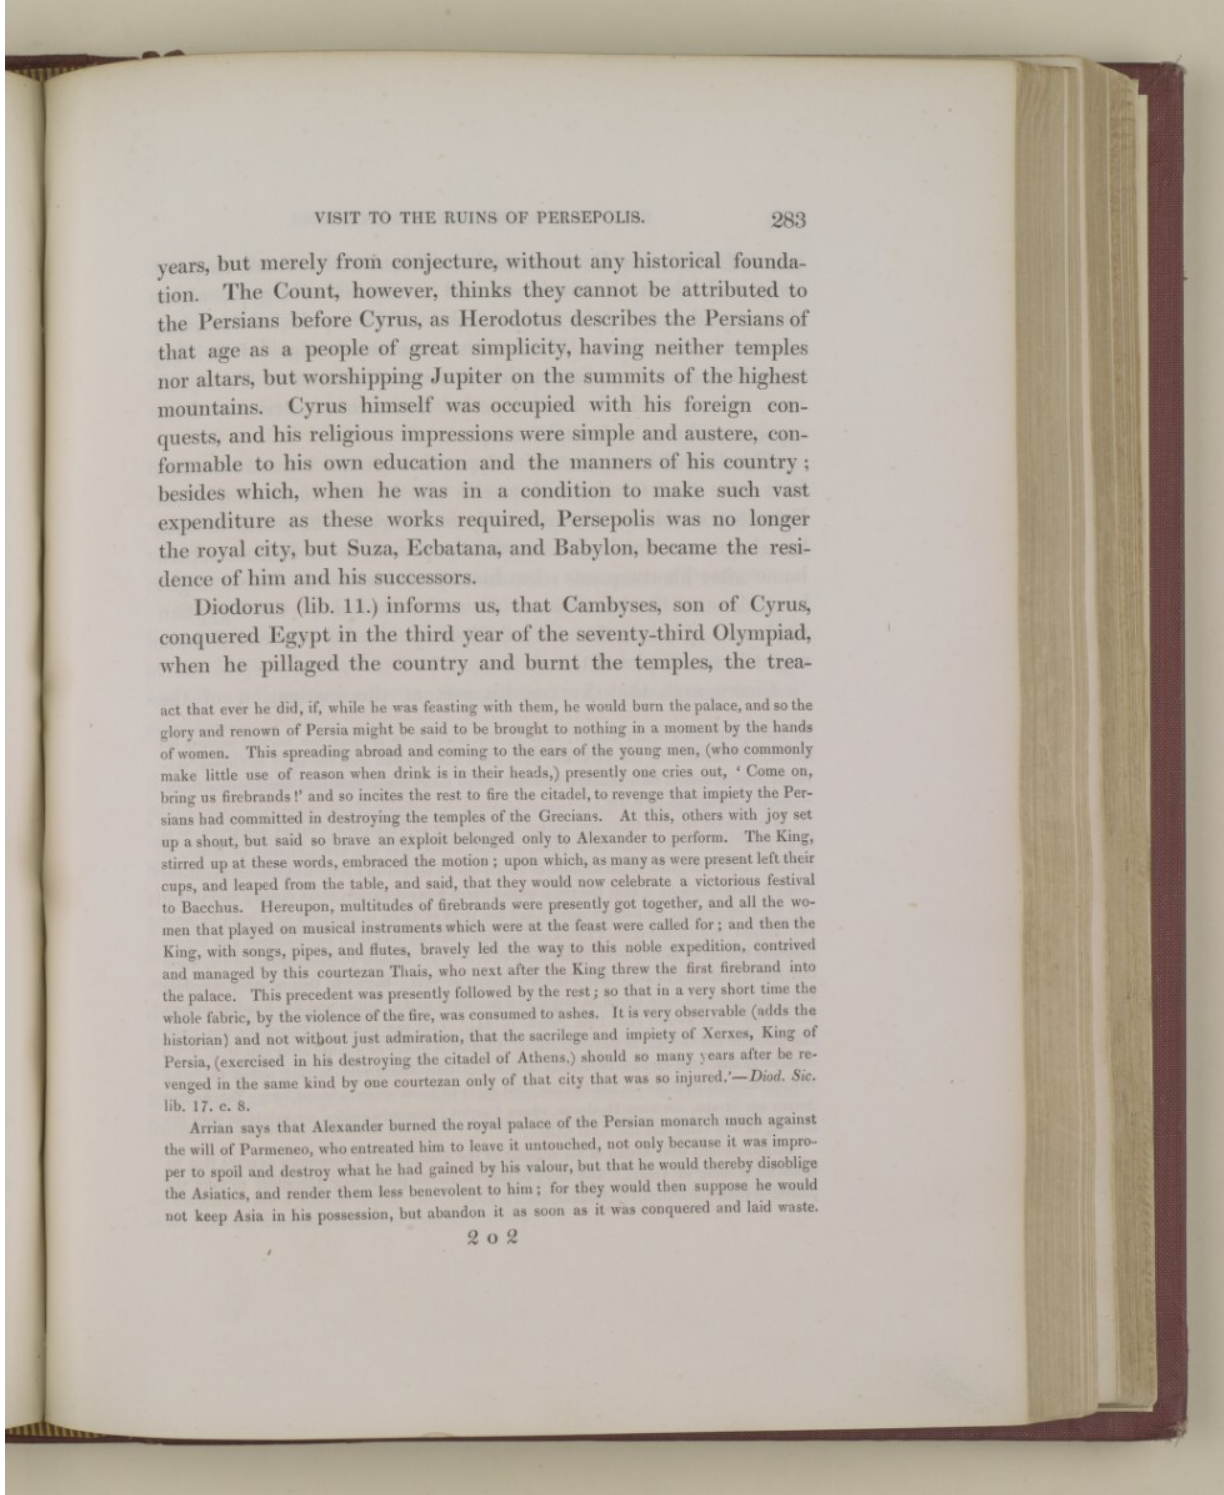 VISIT TO THE RUINS OF PERSEPOLIS. 283
years, but merely from conjecture, without any historical founda-
tion. The Count, however, thinks they cannot be attributed to
the Persians before Cyrus, as Herodotus describes the Persians of
that age as a people of great simplicity, having neither temples
nor altars, but worshipping Jupiter on the summits of the highest
mountains. Cyrus himself was occupied with his foreign con-
quests, and his religious impressions were simple and austere, con-
formable to his own education and the manners of his country;
besides which, when he was in a condition to make such vast
expenditure as these works required, Persepolis was no longer
the royal city, but Suza, Ecbatana, and Babylon, became the resi-
dence of him and his successors.
Diodorus (lib. 11.) informs us, that Cambyses, son of Cyrus,
conquered Egypt in the third year of the seventy-third Olympiad,
when he pillaged the country and burnt the temples, the trea-
act that ever he did, if, while he was feasting with them, he would burn the palace, and so the
glory and renown of Persia might be said to be brought to nothing in a moment by the hands
of women. This spreading abroad and coming to the ears of the young men, (who commonly
make little use of reason when drink is in their heads,) presently one cries out, ‘ Come on,
bring us firebrands!’ and so incites the rest to fire the citadel, to revenge that impiety the Per-
sians had committed in destroying the temples of the Grecians. At this, others with joy set
up a shout, but said so brave an exploit belonged only to Alexander to perform. The King,
stirred up at these words, embraced the motion; upon which, as many as were present left their
cups, and leaped from the table, and said, that they would now celebrate a victorious festival
to Bacchus. Hereupon, multitudes of firebrands were presently got together, and all the wo-
men that played on musical instruments which were at the feast were called for; and then the
King, with songs, pipes, and flutes, bravely led the way to this noble expedition, contrived
and managed by this courtezan Thais, who next after the King threw the first firebrand into
the palace. This precedent was presently followed by the rest; so that in a very short time the
whole fabric, by the violence of the fire, was consumed to ashes. It is very observable (adds the
historian) and not without just admiration, that the sacrilege and impiety of Xerxes, King of
Persia, (exercised in his destroying the citadel of Athens,) should so many years after be re-
venged in the same kind by one courtezan only of that city that was so injured.’—Diod. Sic.
lib. 17. c. 8.
Arrian says that Alexander burned the royal palace of the Persian monarch much against
the will of Parmeneo, who entreated him to leave it untouched, not only because it was impro-
per to spoil and destroy what he had gained by his valour, but that he would thereby disoblige
the Asiatics, and render them less benevolent to him; for they would then suppose he would
not keep Asia in his possession, but abandon it as soon as it was conquered and laid waste.
2 o 2